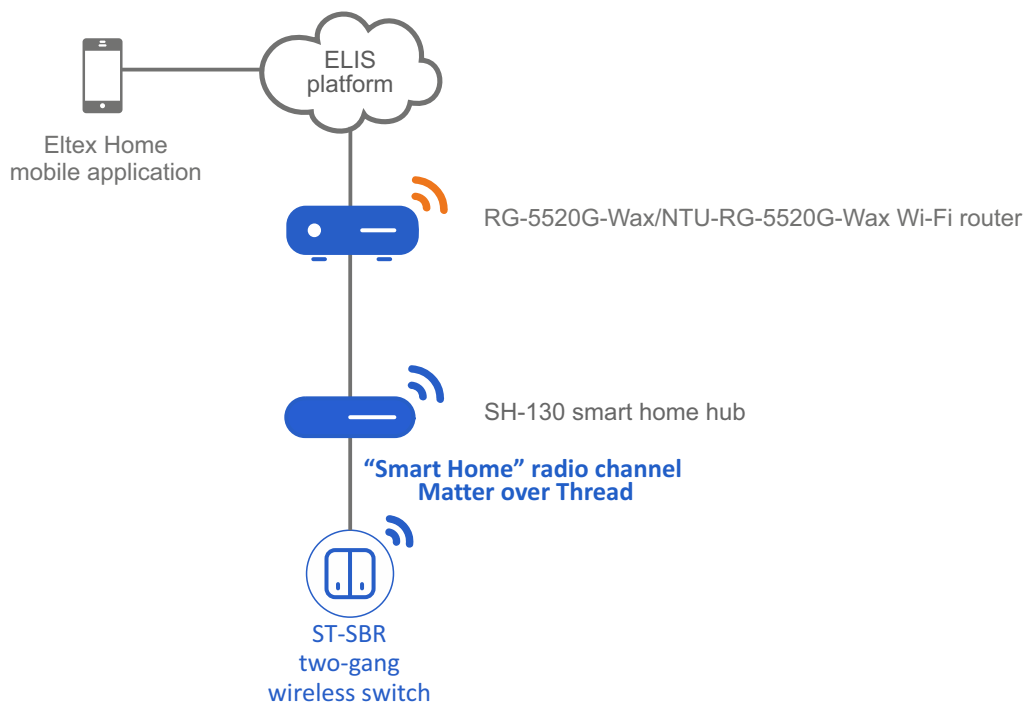 ELIS
platform
Eltex Home
mobile application
RG-5520G-Wax/NTU-RG-5520G-Wax Wi-Fi router
SH-130 smart home hub
“Smart Home” radio channel
Matter over Thread
ST-SBR
two-gang
wireless switch